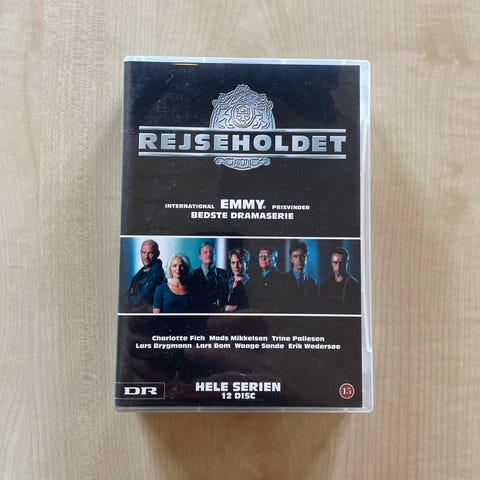 REJSEHOLDET
INTERNATIONAL EMMY® PRISVINDER
BEDSTE DRAMASERIE
Charlotte Fich Mads Mikkelsen Trine Pallesen
Lars Brygmann Lars Bom Waage Sandø Erik Wedersøe
DR
HELE SERIEN
12 DISC
15